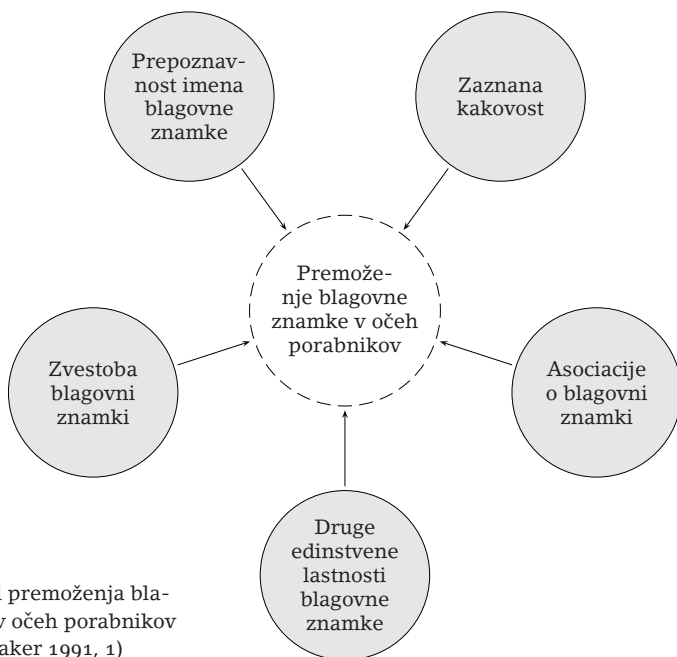 Prepoznav-
nost imena
blagovne
znamke
Zaznana
kakovost
Premože-
nje blagovne
znamke v očeh
porabnikov
Zvestoba
blagovni
znamki
Asociacije
o blagovni
znamki
Druge
edinstvene
lastnosti
blagovne
znamke
premoženja bla-
v očeh porabnikov
1991, 1)